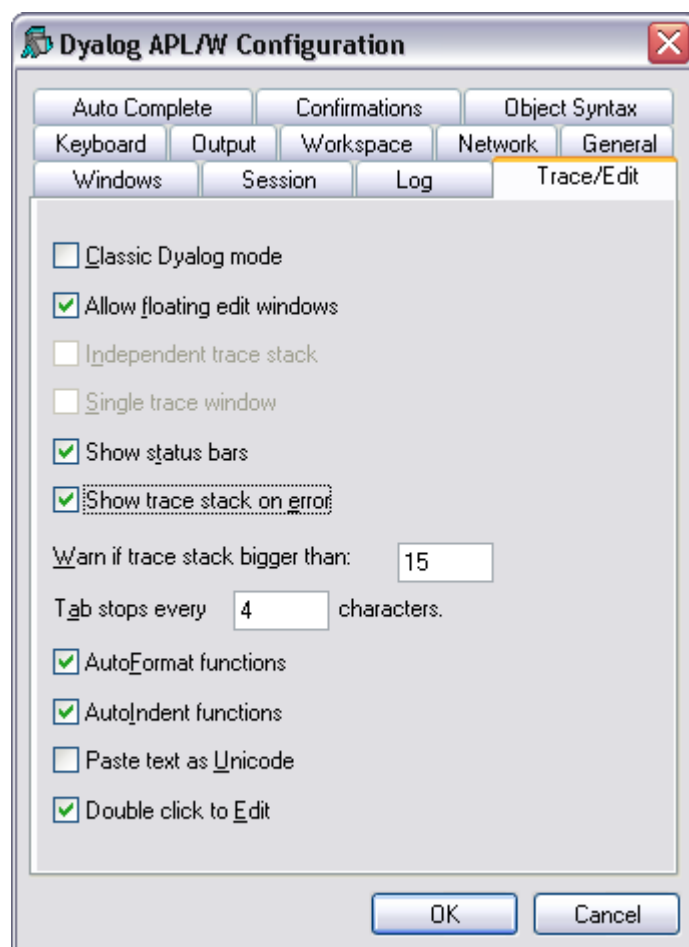 Dyalog APL/W Configuration
Auto Complete Confirmations Object Syntax
Keyboard Output Workspace Network General
Windows Session Log Trace/Edit
Classic Dyalog mode
Allow floating edit windows
Independent trace stack
Single trace window
Show status bars
Show trace stack on error
Warn if trace stack bigger than: 15
Tab stops every 4 characters.
AutoFormat functions
AutoIndent functions
Paste text as Unicode
Double click to Edit
OK Cancel